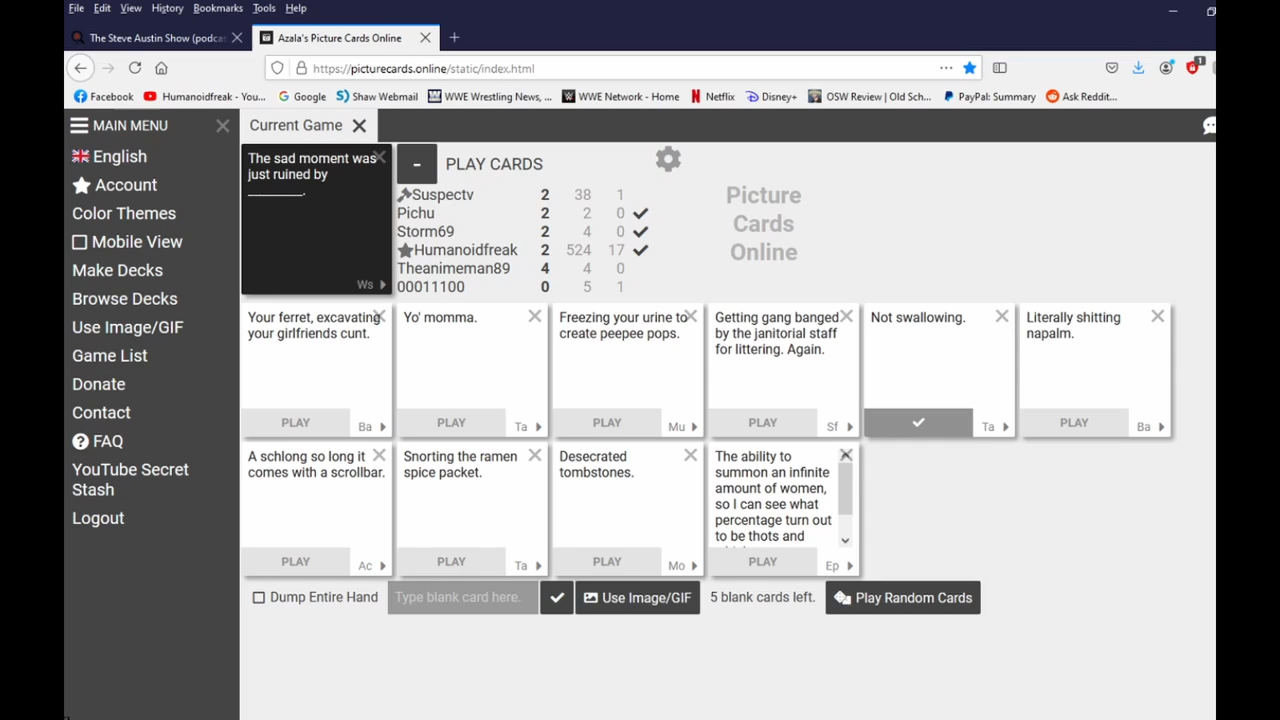 File Edit View History Bookmarks Tools Help
The Steve Austin Show (podca
Azala's Picture Cards Online
https://picturecards.online/static/index.html
1
Facebook
Humanoidfreak - You...
Google
Shaw Webmail
WWE Wrestling News, ...
WWE Network - Home
Netflix
Disney+
OSW Review | Old Sch...
PayPal: Summary
Ask Reddit...
MAIN MENU
English
Account
Color Themes
Mobile View
Make Decks
Browse Decks
Use Image/GIF
Game List
Donate
Contact
FAQ
YouTube Secret
Stash
Logout
Current Game
The sad moment was
just ruined by
________.
Ws
- PLAY CARDS
Suspectv 2 38 1
Pichu 2 2 0
Storm69 2 4 0
Humanoidfreak 2 524 17
Theanimeman89 4 4 0
00011100 0 5 1
Picture
Cards
Online
Your ferret, excavating
your girlfriends cunt.
PLAY Ba
Yo' momma.
PLAY Ta
Freezing your urine to
create peepee pops.
PLAY Mu
Getting gang banged
by the janitorial staff
for littering. Again.
PLAY Sf
Not swallowing.
Ta
Literally shitting
napalm.
PLAY Ba
A schlong so long it
comes with a scrollbar.
PLAY Ac
Snorting the ramen
spice packet.
PLAY Ta
Desecrated
tombstones.
PLAY Mo
The ability to
summon an infinite
amount of women,
so I can see what
percentage turn out
to be thots and
PLAY Ep
Dump Entire Hand
Type blank card here.
Use Image/GIF
5 blank cards left.
Play Random Cards